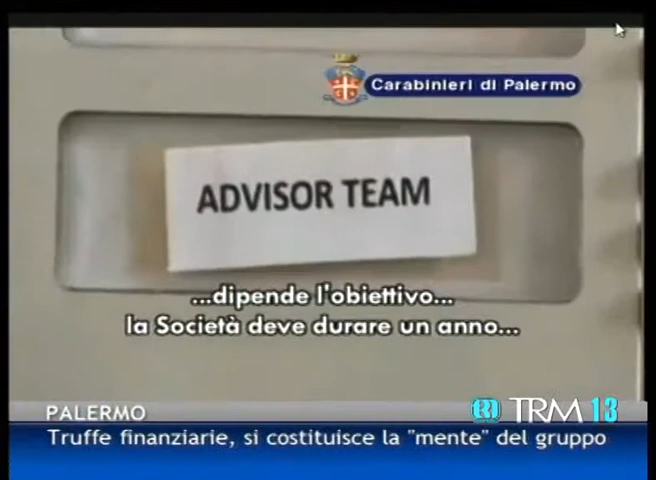 Carabinieri di Palermo
ADVISOR TEAM
...dipende l'obiettivo...
la Società deve durare un anno...
PALERMO
TRM 13
Truffe finanziarie, si costituisce la "mente" del gruppo